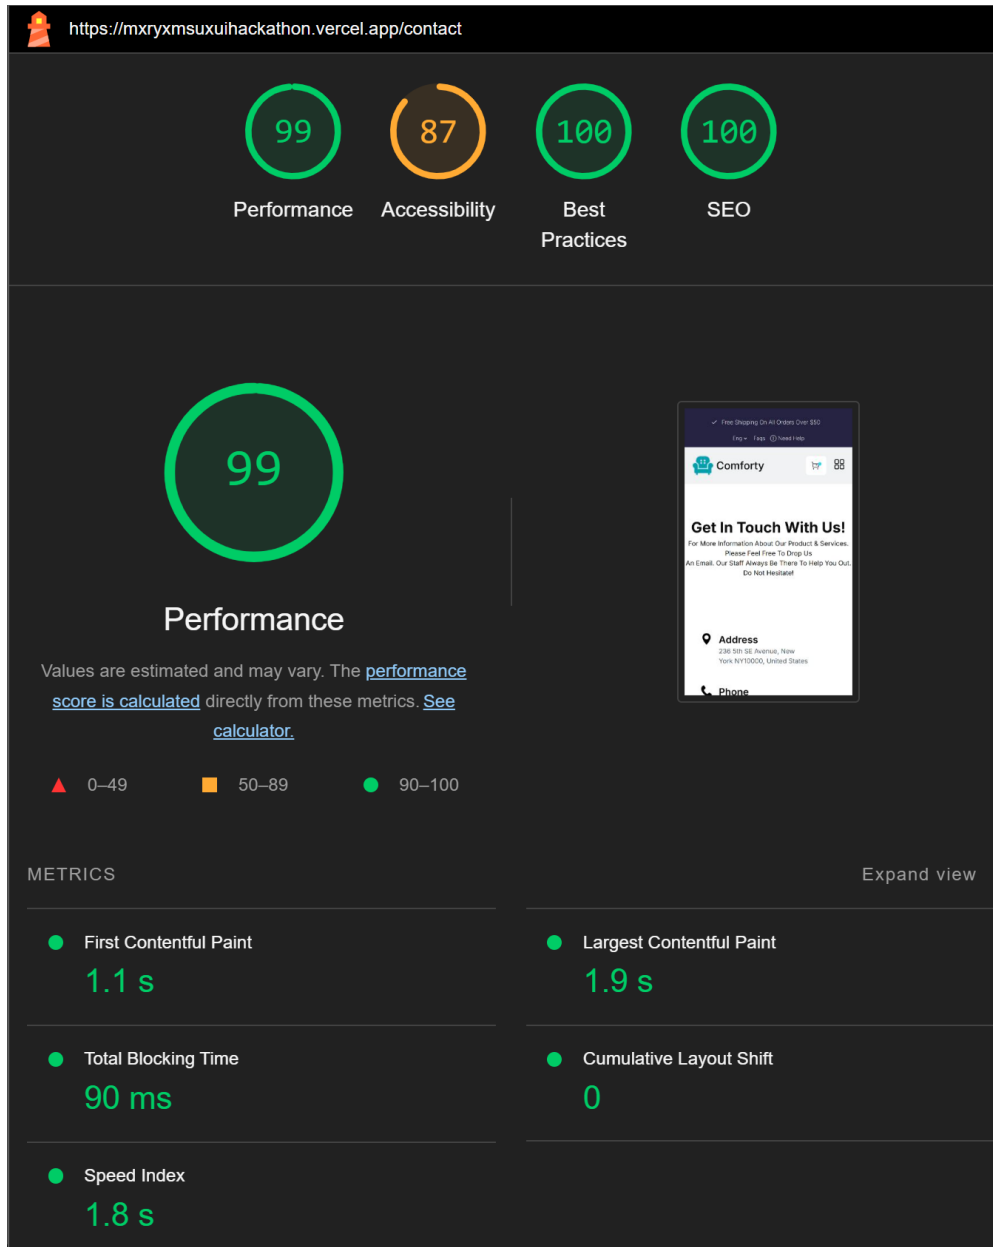 https://mxryxmsuxuihackathon.vercel.app/contact
99
87
100
100
Performance
Accessibility
Best
Practices
SEO
99
Performance
Values are estimated and may vary. The performance
score is calculated directly from these metrics. See
calculator.
0–49
50–89
90–100
Free Shipping On All Orders Over $50
Eng
Faqs
Need Help
Comforty
Get In Touch With Us!
For More Information About Our Product & Services.
Please Feel Free To Drop Us
An Email. Our Staff Always Be There To Help You Out.
Do Not Hesitate!
Address
236 5th SE Avenue, New
York NY10000, United States
Phone
METRICS
Expand view
First Contentful Paint
1.1 s
Largest Contentful Paint
1.9 s
Total Blocking Time
90 ms
Cumulative Layout Shift
0
Speed Index
1.8 s